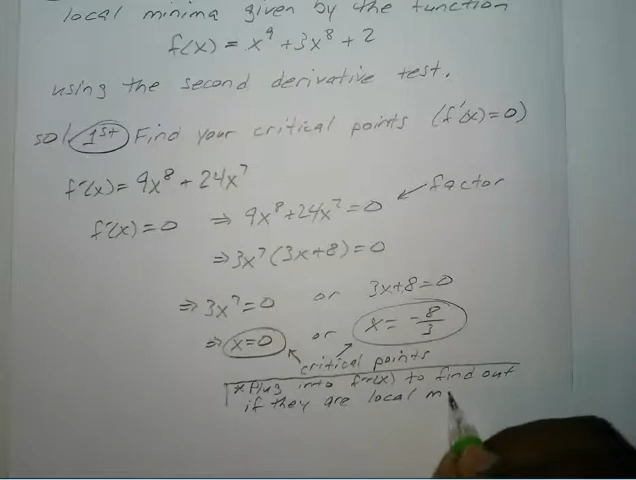 local minima given by the function
f(x) = x⁹ + 3x⁸ + 2
using the second derivative test.
sol. 1st Find your critical points (f'(x)=0)
f'(x) = 9x⁸ + 24x⁷
f'(x) = 0 ⇒ 9x⁸ + 24x⁷ = 0 ← factor
⇒ 3x⁷(3x+8) = 0
⇒ 3x⁷ = 0 or 3x+8 = 0
⇒ x=0 or x = -8/3
critical points
*Plug into f''(x) to find out
if they are local m